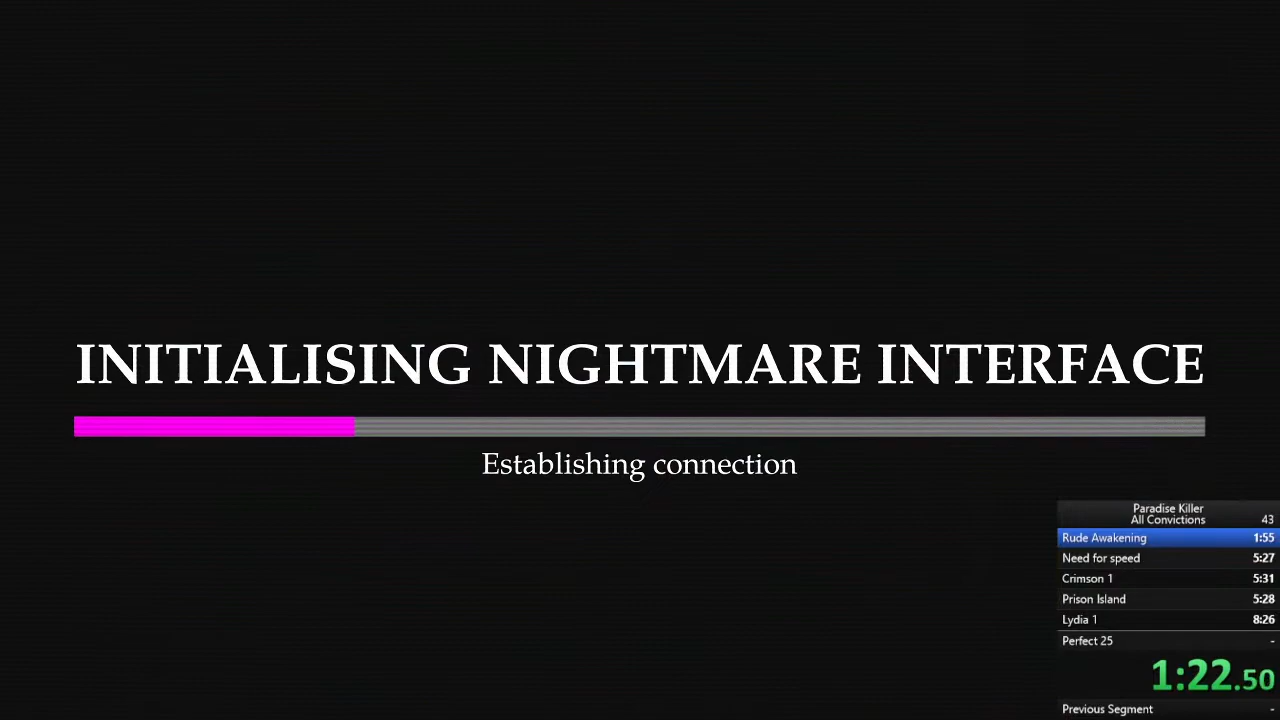 INITIALISING NIGHTMARE INTERFACE
Establishing connection
Paradise Killer
All Convictions 43
Rude Awakening 1:55
Need for speed 5:27
Crimson 1 5:31
Prison Island 5:28
Lydia 1 8:26
Perfect 25 -
1:22.50
Previous Segment -